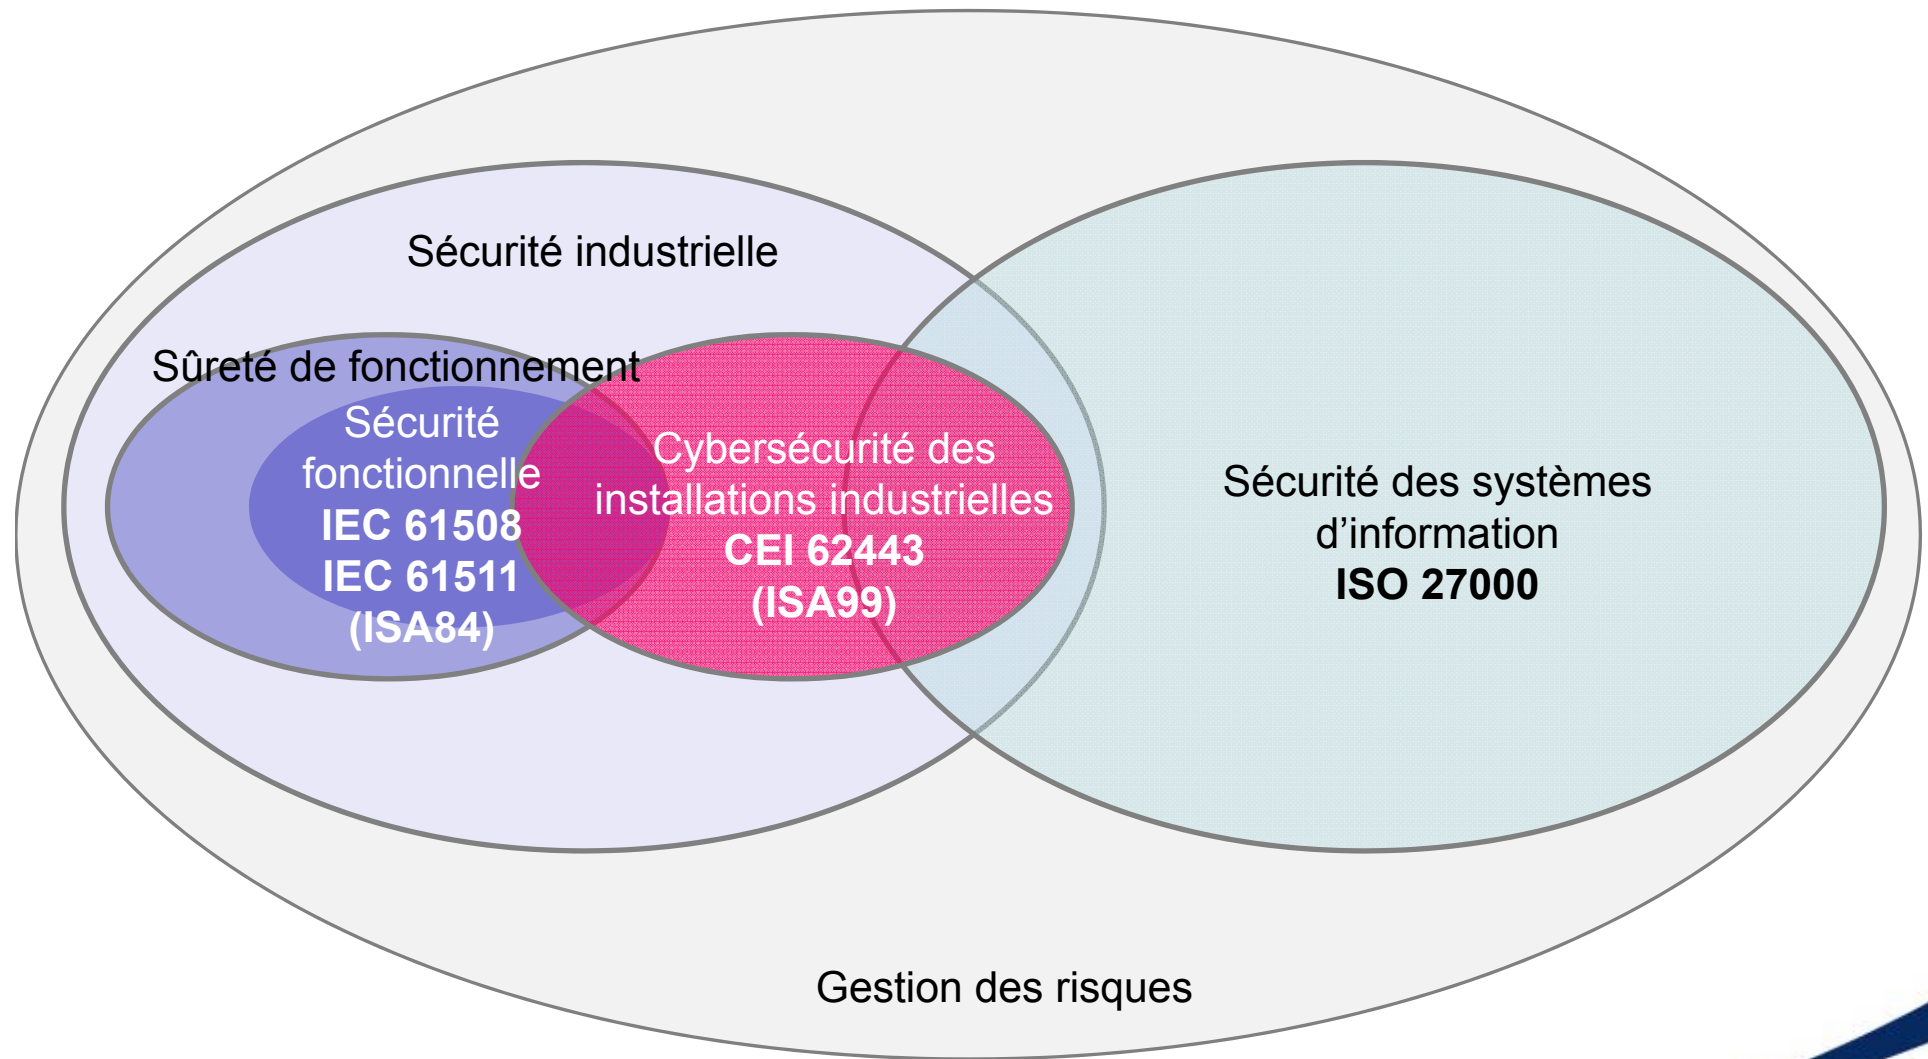 Sécurité industrielle
Sûreté de fonctionnement
Sécurité
fonctionnelle
IEC 61508
IEC 61511
(ISA84)
Cybersécurité des
installations industrielles
CEI 62443
(ISA99)
Sécurité des systèmes
d’information
ISO 27000
Gestion des risques